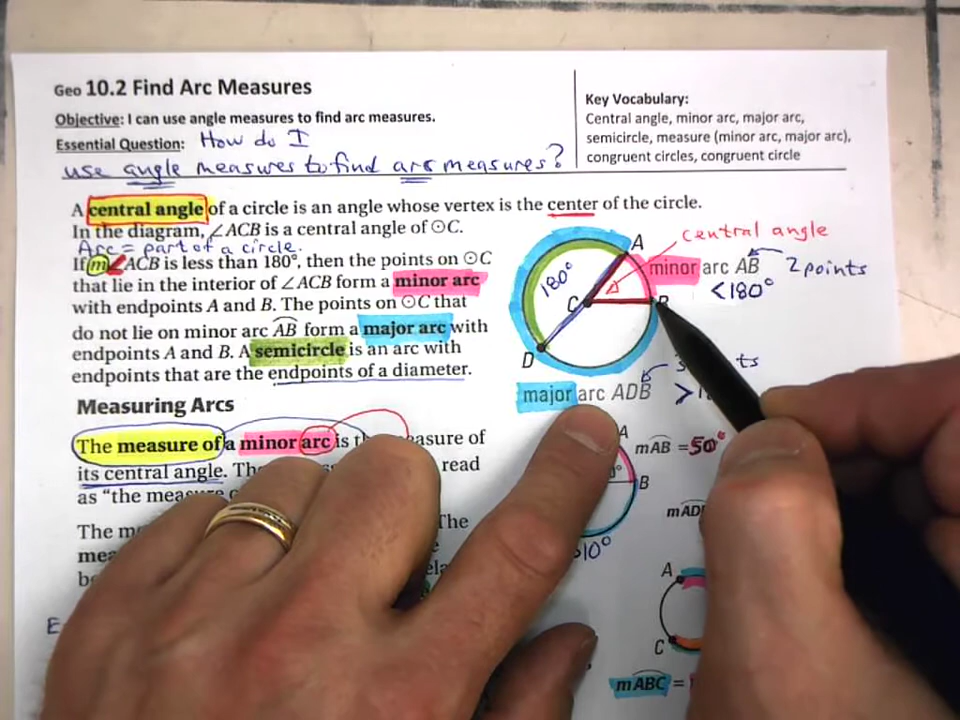 Geo 10.2 Find Arc Measures
Objective: I can use angle measures to find arc measures.
Essential Question: How do I
use angle measures to find arc measures?
Key Vocabulary:
Central angle, minor arc, major arc,
semicircle, measure (minor arc, major arc),
congruent circles, congruent circle
A central angle of a circle is an angle whose vertex is the center of the circle.
In the diagram, ∠ACB is a central angle of ⊙C.
Arc = part of a circle.
If m∠ACB is less than 180°, then the points on ⊙C
that lie in the interior of ∠ACB form a minor arc
with endpoints A and B. The points on ⊙C that
do not lie on minor arc AB form a major arc with
endpoints A and B. A semicircle is an arc with
endpoints that are the endpoints of a diameter.
central angle
A
minor arc AB 2 points
<180°
180°
C
D
major arc ADB >
Measuring Arcs
The measure of a minor arc is
its central angle. read
as "the
The
A
mAB = 50°
B
A
C
mABC =